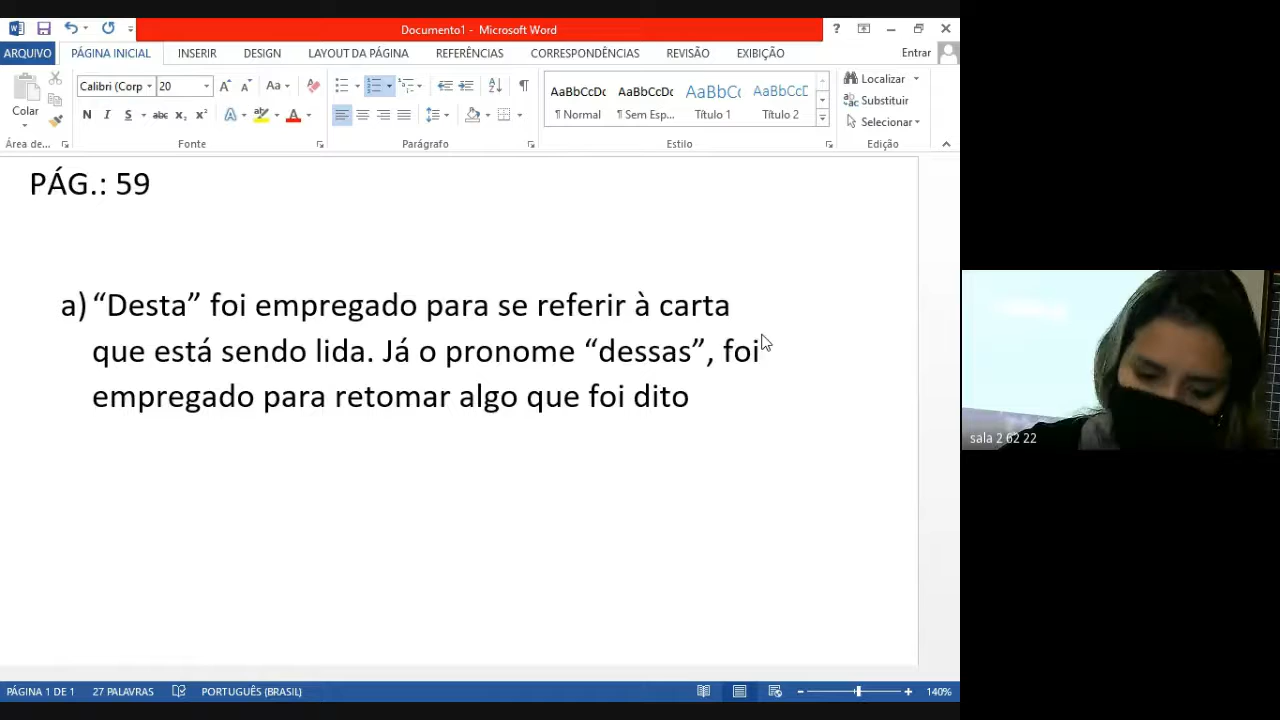 Documento1 - Microsoft Word
ARQUIVO PÁGINA INICIAL INSERIR DESIGN LAYOUT DA PÁGINA REFERÊNCIAS CORRESPONDÊNCIAS REVISÃO EXIBIÇÃO Entrar
Colar
Calibri (Corp 20
N I S abc x₂ x²
AaBbCcDc AaBbCcDc AaBbCc AaBbCcD
¶ Normal ¶ Sem Esp... Título 1 Título 2
Localizar
Substituir
Selecionar
Área de... Fonte Parágrafo Estilo Edição
PÁG.: 59
a) “Desta” foi empregado para se referir à carta
que está sendo lida. Já o pronome “dessas”, foi
empregado para retomar algo que foi dito
sala 2 62 22
PÁGINA 1 DE 1 27 PALAVRAS PORTUGUÊS (BRASIL) 140%